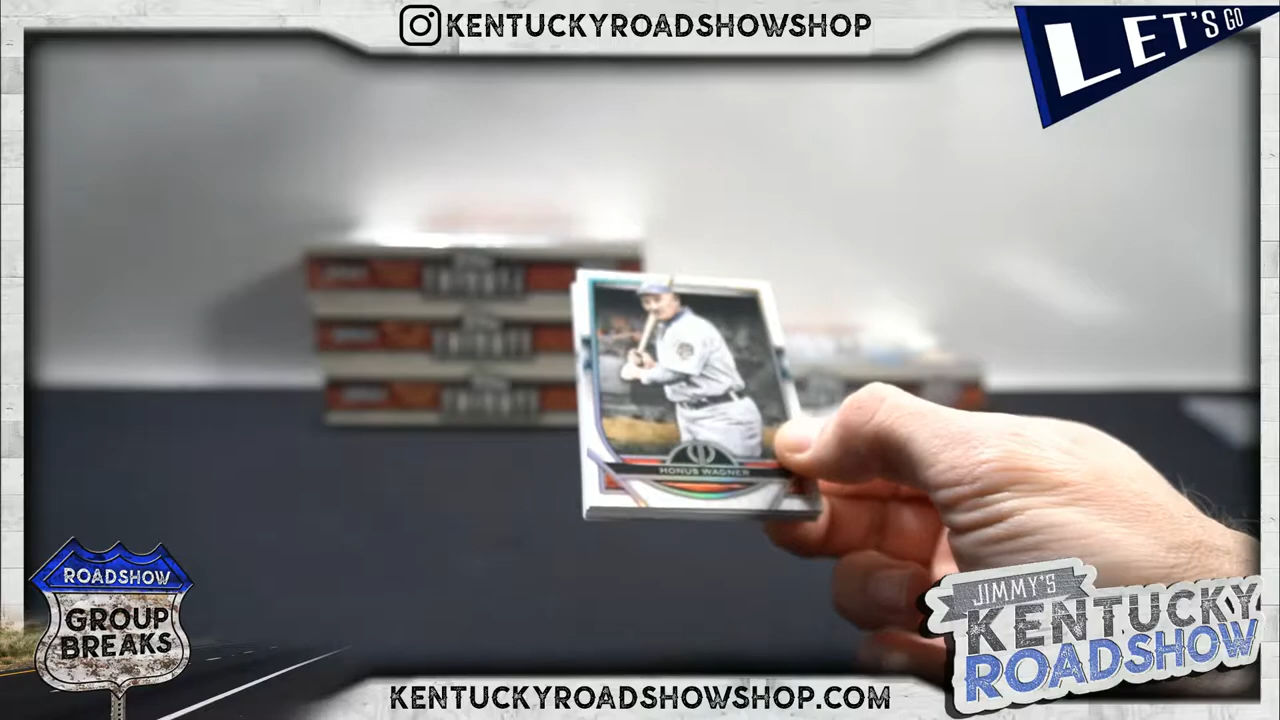 KENTUCKYROADSHOWSHOP
LET'S GO
HONUS WAGNER
ROADSHOW
GROUP
BREAKS
JIMMY'S
KENTUCKY
ROADSHOW
KENTUCKYROADSHOWSHOP.COM